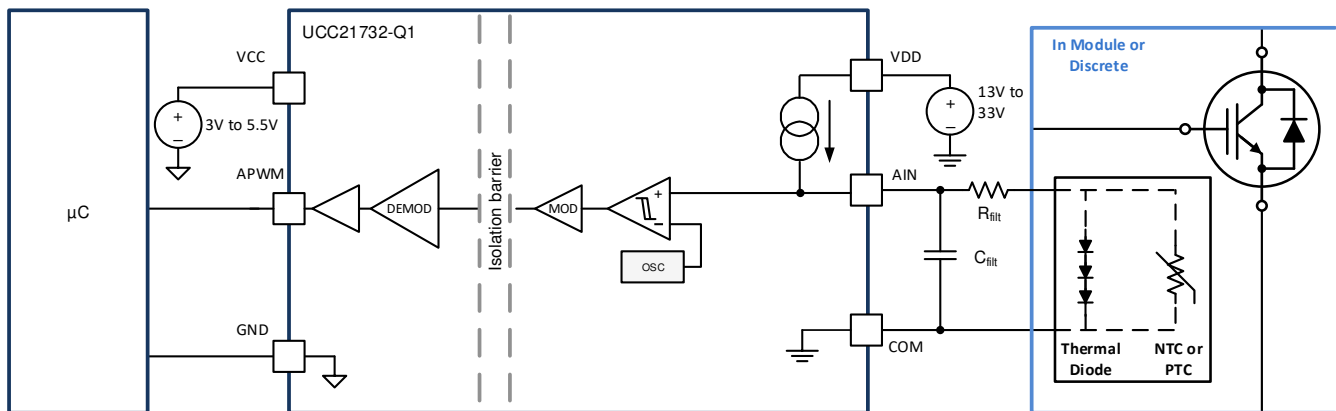 UCC21732-Q1
In Module or
Discrete
VCC
VDD
+
3V to 5.5V
−
+
13V to
33V
−
APWM
AIN
µC
DEMOD
Isolation barrier
MOD
+
−
OSC
Rfilt
Cfilt
GND
COM
Thermal
Diode
NTC or
PTC